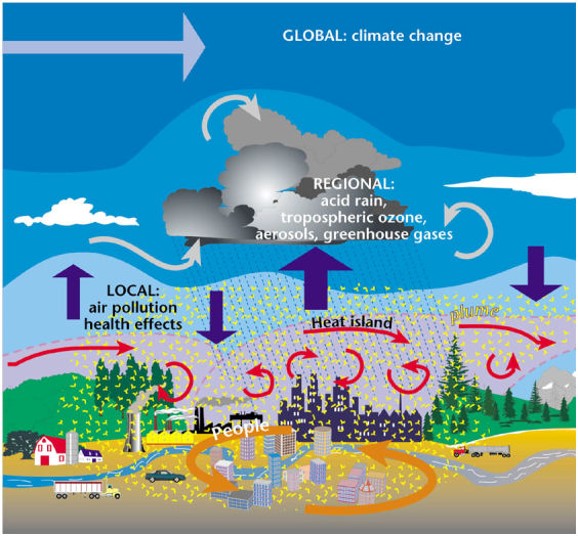 GLOBAL: climate change
REGIONAL:
acid rain,
tropospheric ozone,
aerosols, greenhouse gases
LOCAL:
air pollution
health effects
Heat island
plume
People